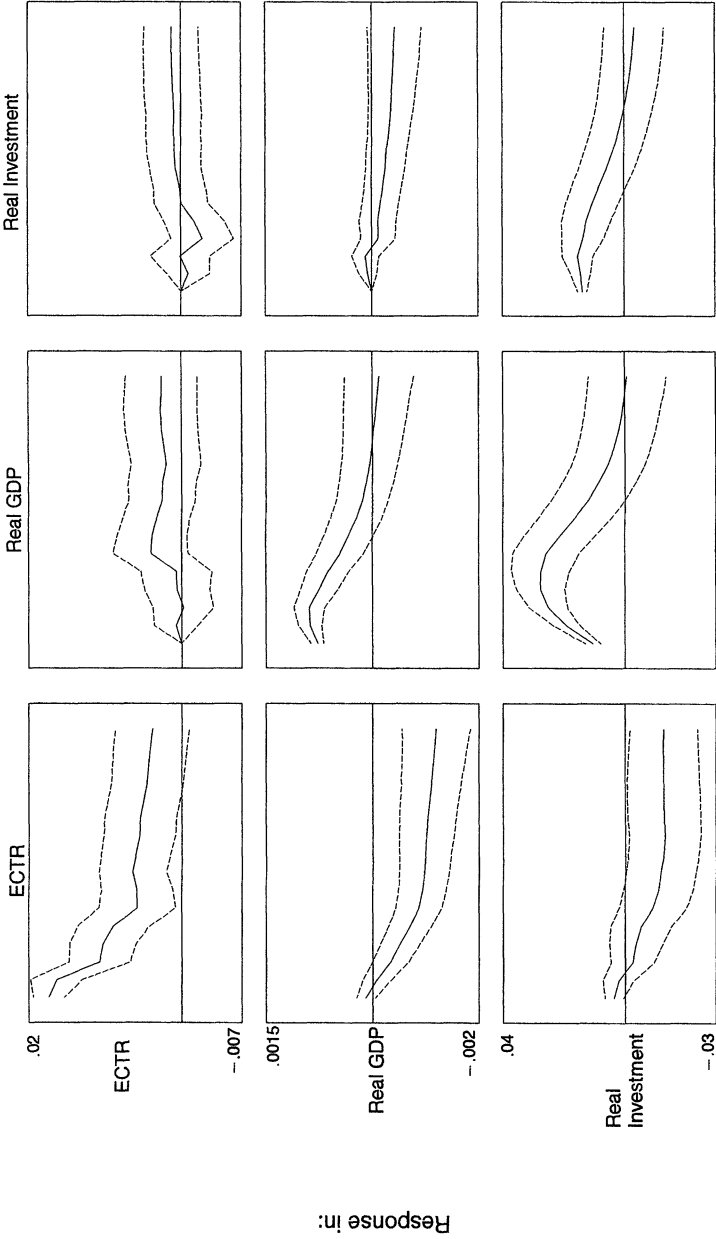 ECTR
Real GDP
Real Investment
.02
ECTR
-.007
.0015
Real GDP
-.002
.04
Real
Investment
-.03
Response in: